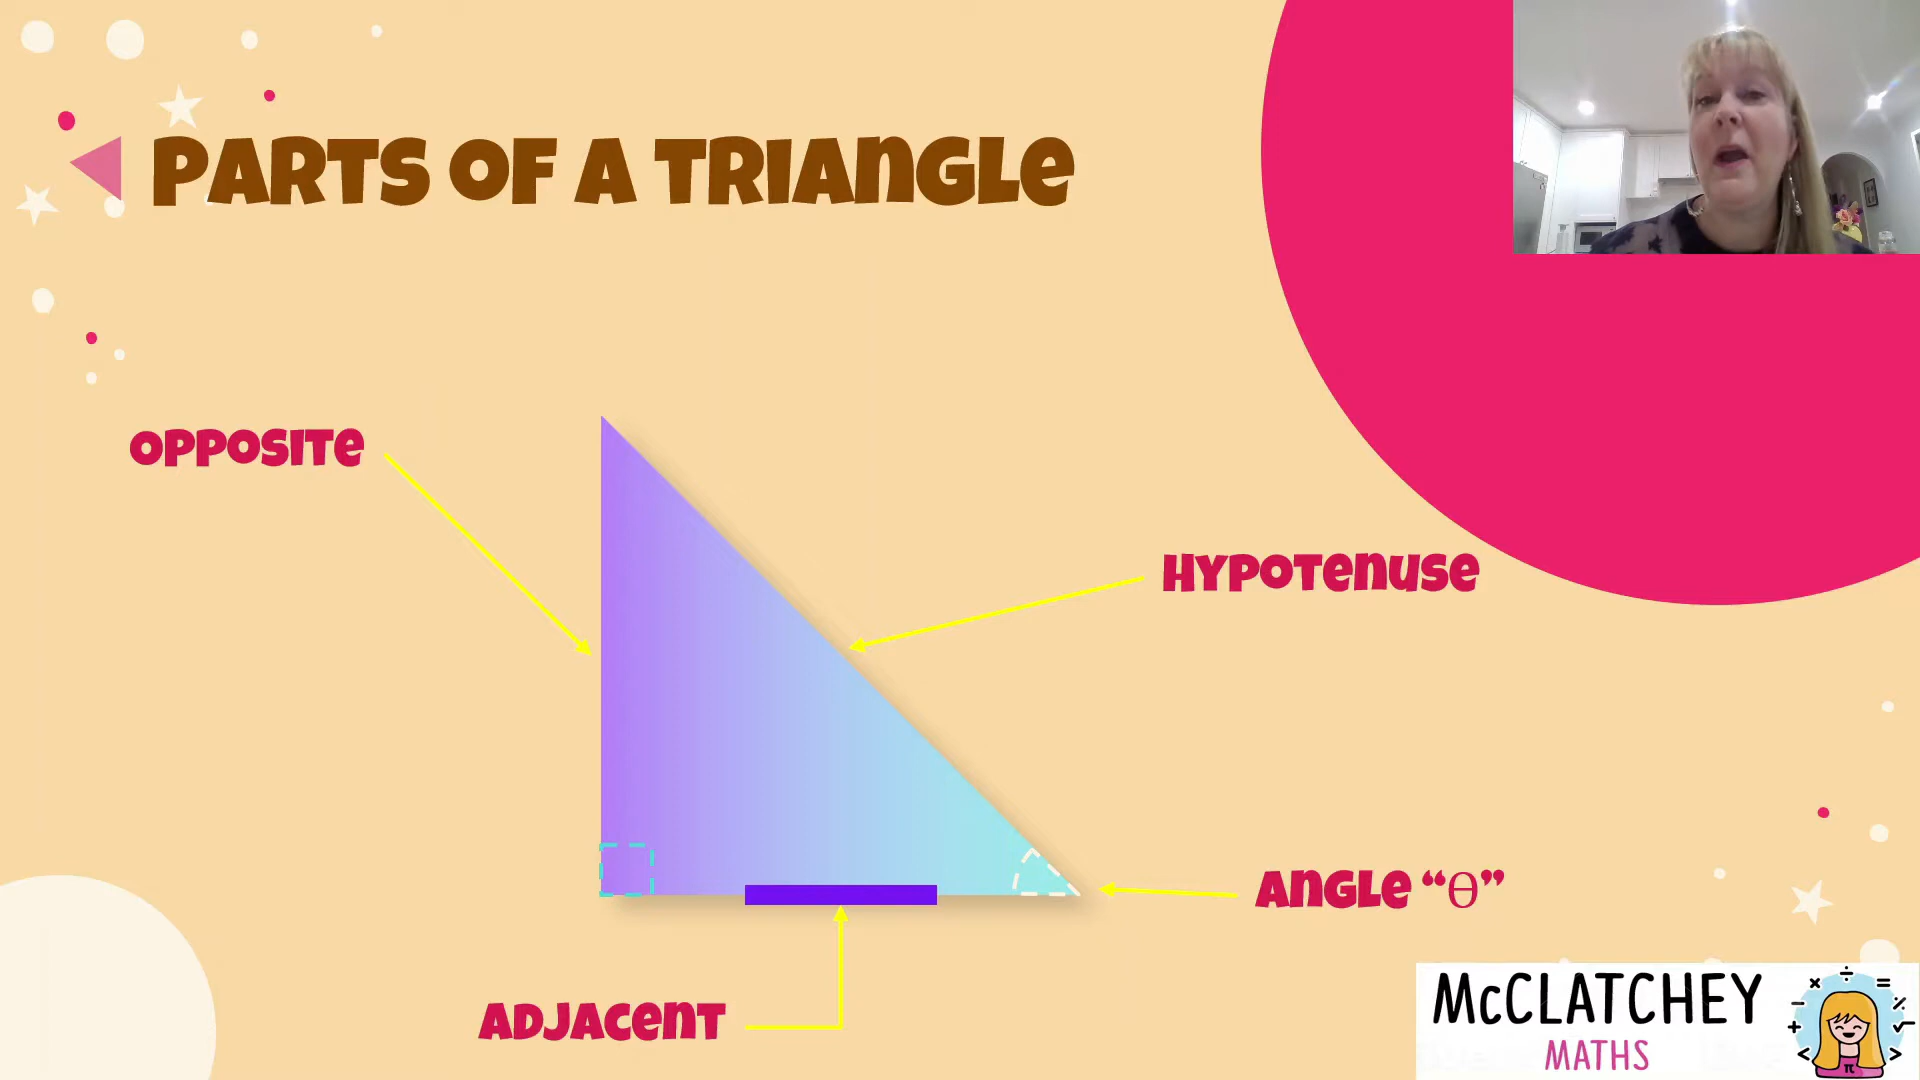 PARTS OF A TRIANGLE
OPPOSITE
HYPOTENUSE
ANGLE “Ө”
ADJACENT
McCLATCHEY
MATHS
π